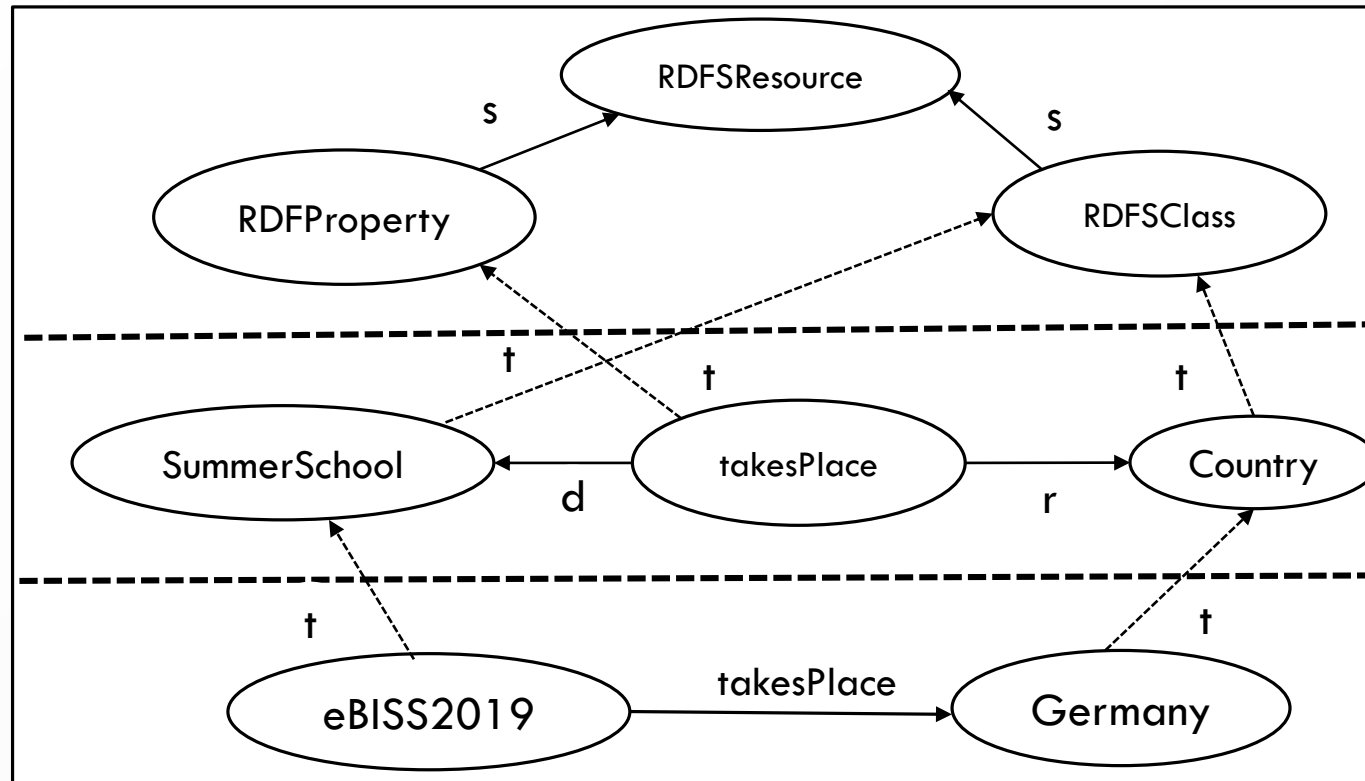 RDFSResource
s
s
RDFProperty
RDFSClass
t
t
t
SummerSchool
takesPlace
Country
d
r
t
t
takesPlace
eBISS2019
Germany